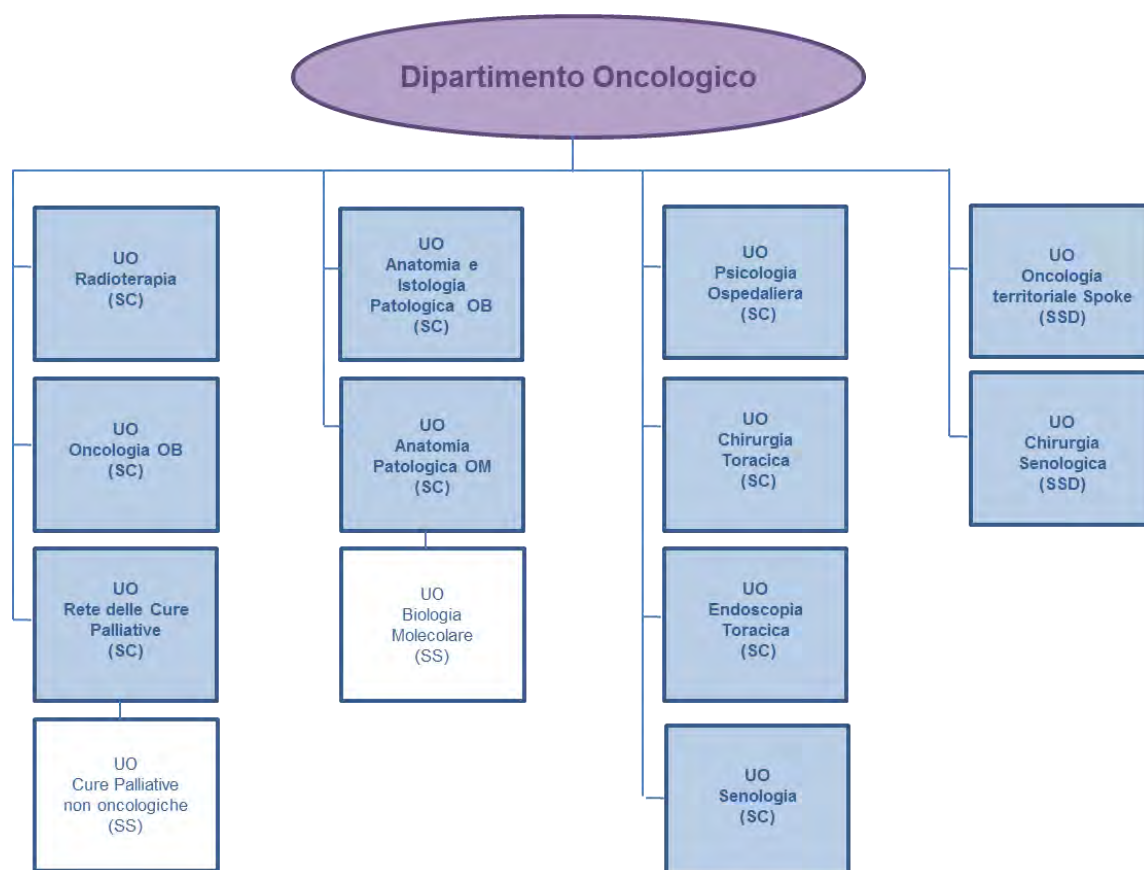 Dipartimento Oncologico
UO
Radioterapia
(SC)
UO
Oncologia OB
(SC)
UO
Rete delle Cure
Palliative
(SC)
UO
Cure Palliative
non oncologiche
(SS)
UO
Anatomia e
Istologia
Patologica OB
(SC)
UO
Anatomia
Patologica OM
(SC)
UO
Biologia
Molecolare
(SS)
UO
Psicologia
Ospedaliera
(SC)
UO
Chirurgia
Toracica
(SC)
UO
Endoscopia
Toracica
(SC)
UO
Senologia
(SC)
UO
Oncologia
territoriale Spoke
(SSD)
UO
Chirurgia
Senologica
(SSD)